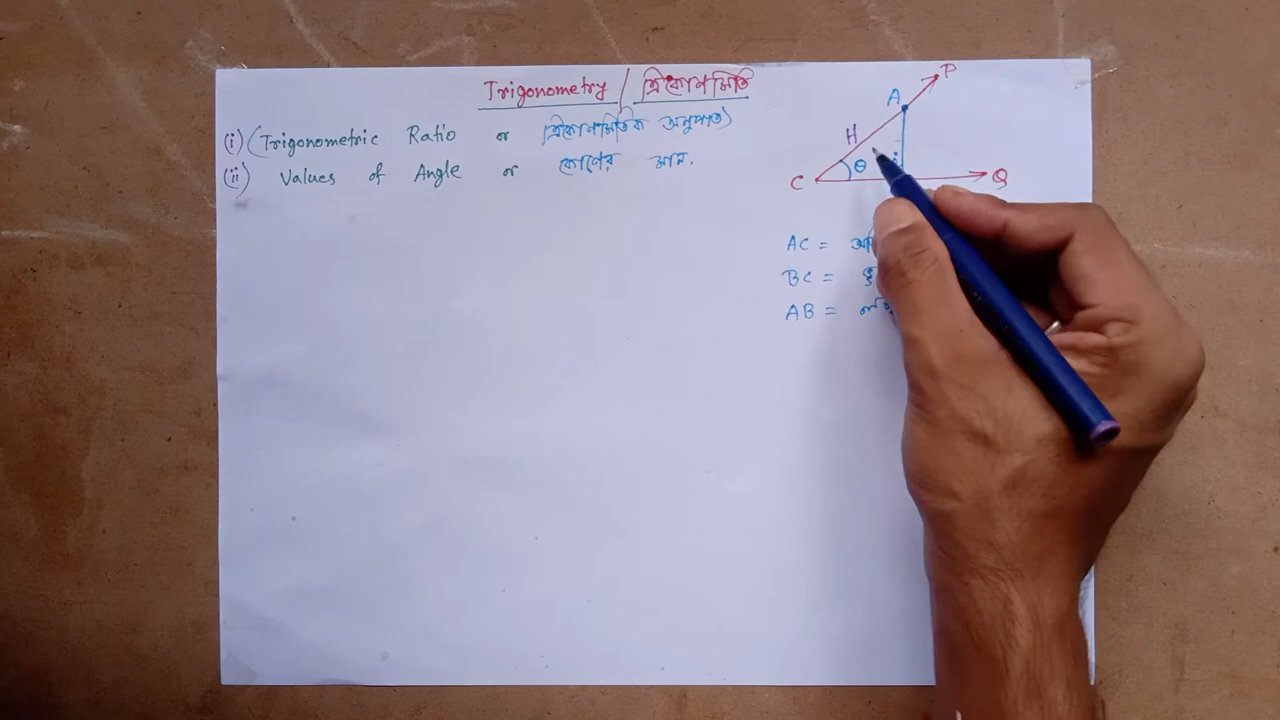 Trigonometry / ত্রিকোণমিতি
(i) (Trigonometric Ratio or ত্রিকোণমিতিক অনুপাত)
(ii) Values of Angle or কোণের মান.
P
A
H
θ
C
Q
AC =
BC =
AB =